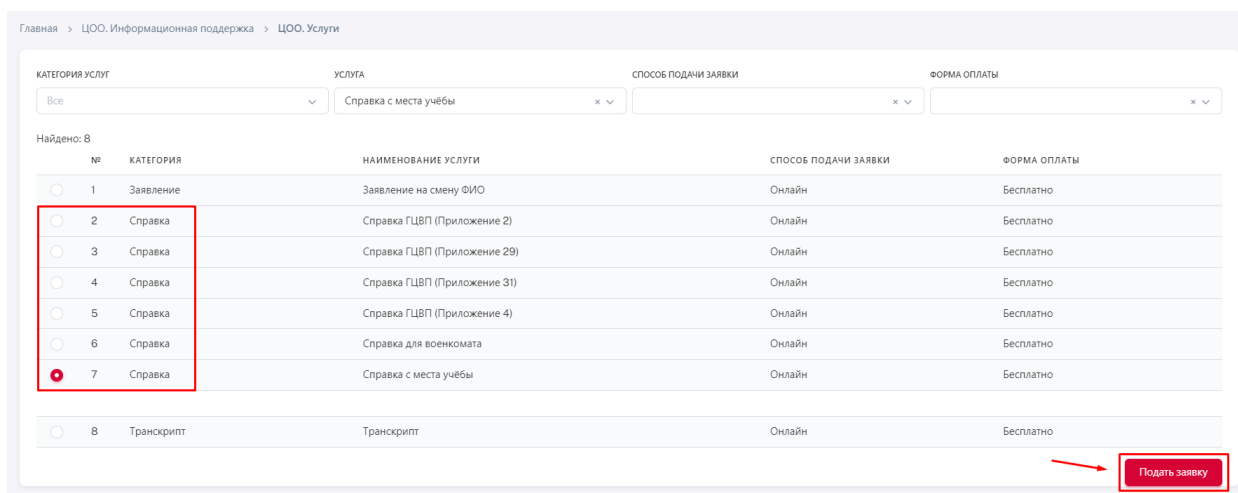 Главная > ЦОО. Информационная поддержка > ЦОО. Услуги
КАТЕГОРИЯ УСЛУГ УСЛУГА СПОСОБ ПОДАЧИ ЗАЯВКИ ФОРМА ОПЛАТЫ
Все Справка с места учёбы
Найдено: 8
№ КАТЕГОРИЯ НАИМЕНОВАНИЕ УСЛУГИ СПОСОБ ПОДАЧИ ЗАЯВКИ ФОРМА ОПЛАТЫ
1 Заявление Заявление на смену ФИО Онлайн Бесплатно
2 Справка Справка ГЦВП (Приложение 2) Онлайн Бесплатно
3 Справка Справка ГЦВП (Приложение 29) Онлайн Бесплатно
4 Справка Справка ГЦВП (Приложение 31) Онлайн Бесплатно
5 Справка Справка ГЦВП (Приложение 4) Онлайн Бесплатно
6 Справка Справка для военкомата Онлайн Бесплатно
7 Справка Справка с места учёбы Онлайн Бесплатно
8 Транскрипт Транскрипт Онлайн Бесплатно
Подать заявку